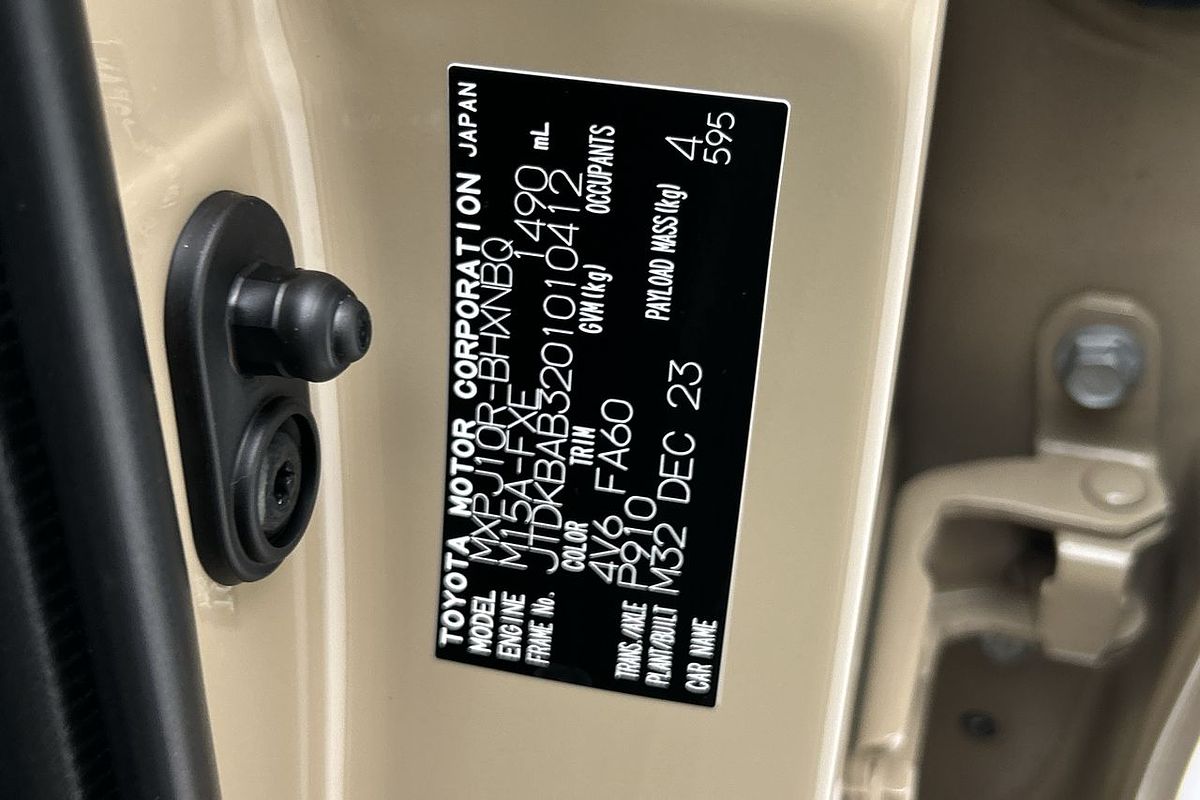 TOYOTA MOTOR CORPORATION JAPAN
MODEL MXPJ10R-BHXNBQ
ENGINE M15A-FXE 1490 mL
FRAME No. JTDKBAB3201010412
COLOR TRIM GVM(kg) OCCUPANTS
4V6 FA60 4
TRANS./AXLE P910 PAYLOAD MASS(kg) 595
PLANT/BUILT M32 DEC 23
CAR NAME